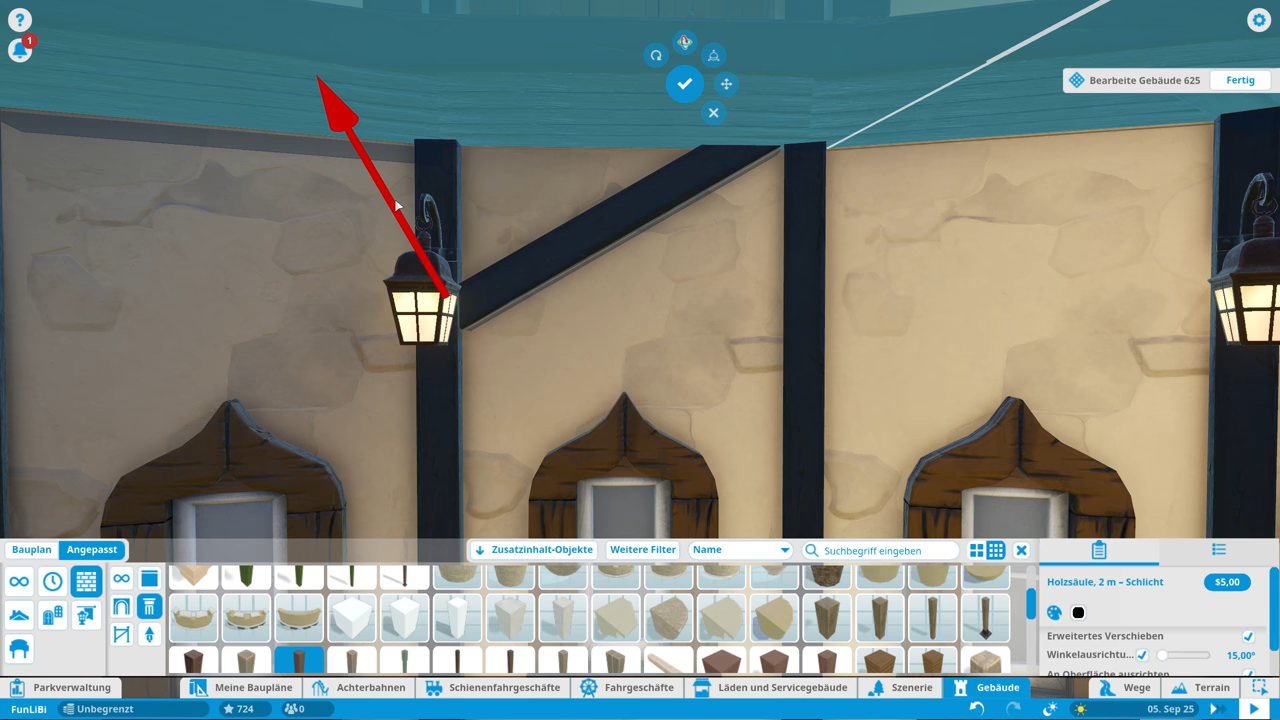 ?
1
Bearbeite Gebäude 625
Fertig
Bauplan
Angepasst
Zusatzinhalt-Objekte
Weitere Filter
Name
Suchbegriff eingeben
Holzsäule, 2 m – Schlicht
$5,00
Erweitertes Verschieben
Winkelausrichtu...
15,00°
An Oberfläche ausrichten
Parkverwaltung
Meine Baupläne
Achterbahnen
Schienenfahrgeschäfte
Fahrgeschäfte
Läden und Servicegebäude
Szenerie
Gebäude
Wege
Terrain
FunLiBi
Unbegrenzt
724
0
05. Sep 25